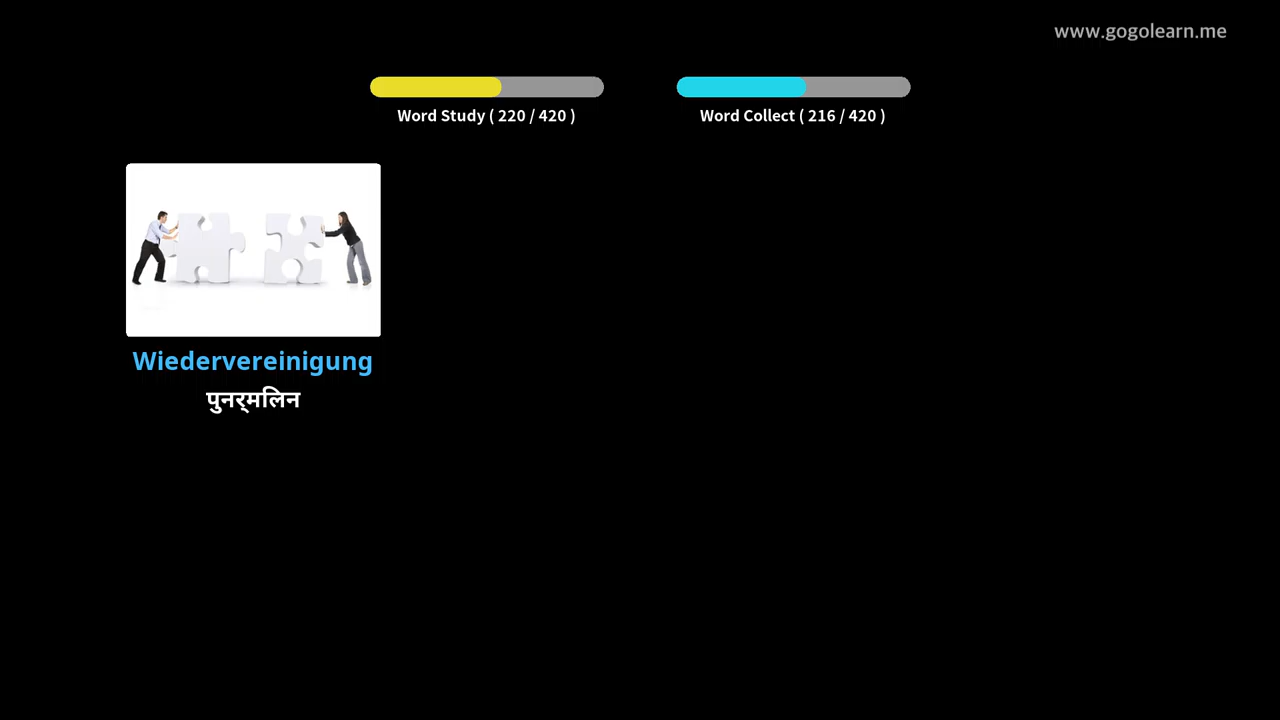 www.gogolearn.me
Word Study ( 220 / 420 )
Word Collect ( 216 / 420 )
Wiedervereinigung
पुनर्मिलन